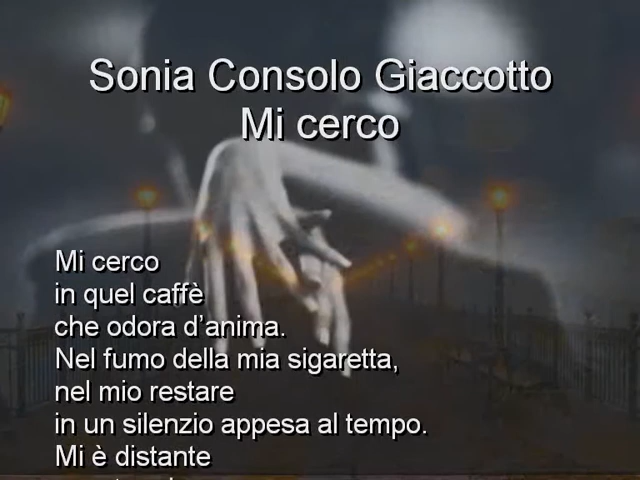 Sonia Consolo Giaccotto
Mi cerco
Mi cerco
in quel caffè
che odora d'anima.
Nel fumo della mia sigaretta,
nel mio restare
in un silenzio appesa al tempo.
Mi è distante